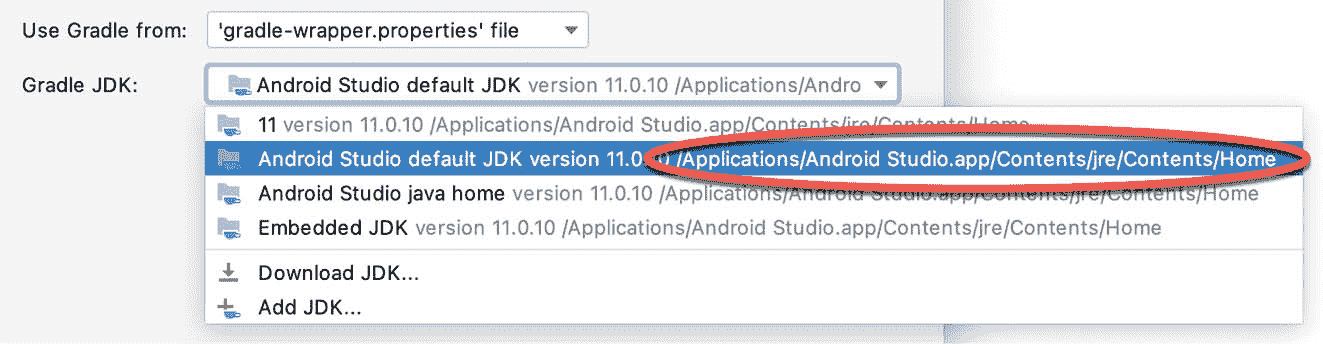 Use Gradle from: 'gradle-wrapper.properties' file
Gradle JDK: Android Studio default JDK version 11.0.10 /Applications/Andro
11 version 11.0.10 /Applications/Android Studio.app/Contents/jre/Contents/Home
Android Studio default JDK version 11.0.10 /Applications/Android Studio.app/Contents/jre/Contents/Home
Android Studio java home version 11.0.10 /Applications/Android Studio.app/Contents/jre/Contents/Home
Embedded JDK version 11.0.10 /Applications/Android Studio.app/Contents/jre/Contents/Home
Download JDK...
Add JDK...